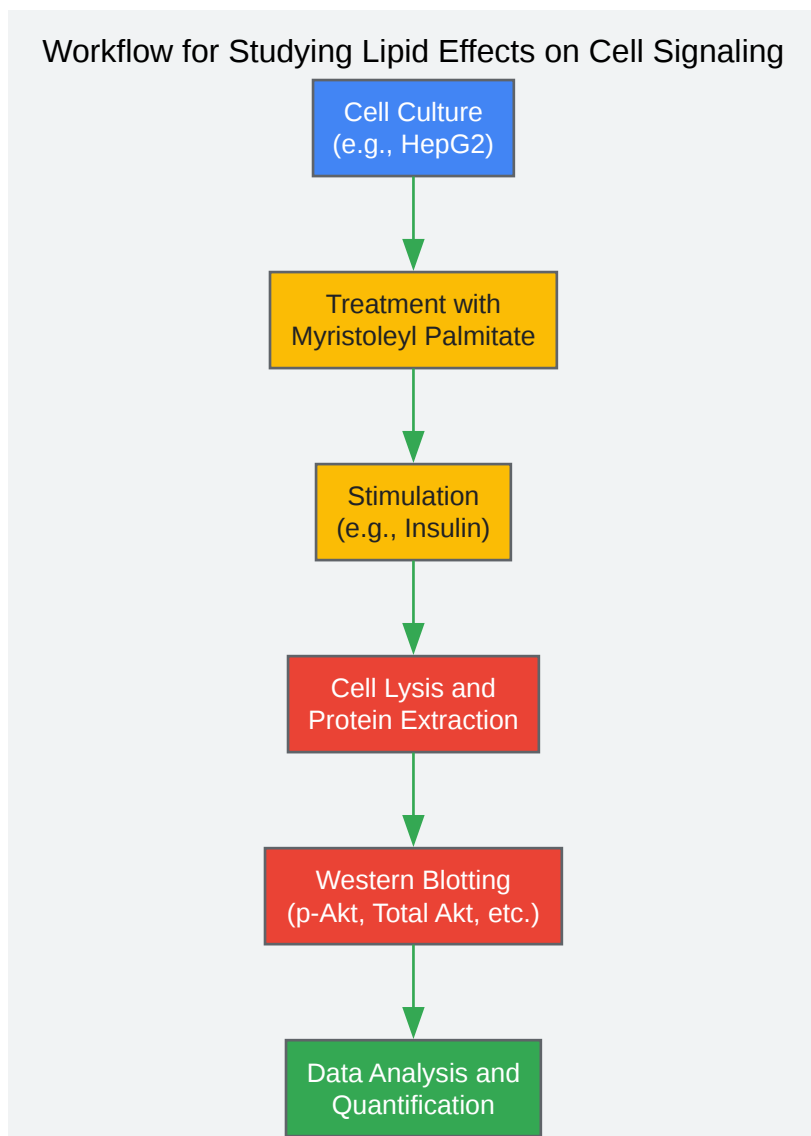 Workflow for Studying Lipid Effects on Cell Signaling
Cell Culture
(e.g., HepG2)
Treatment with
Myristoleyl Palmitate
Stimulation
(e.g., Insulin)
Cell Lysis and
Protein Extraction
Western Blotting
(p-Akt, Total Akt, etc.)
Data Analysis and
Quantification